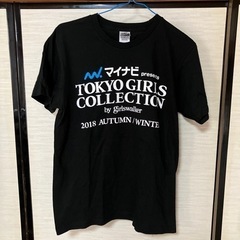 マイナビ presents
TOKYO GIRLS
COLLECTION
by girlswalker
2018 AUTUMN/WINTER